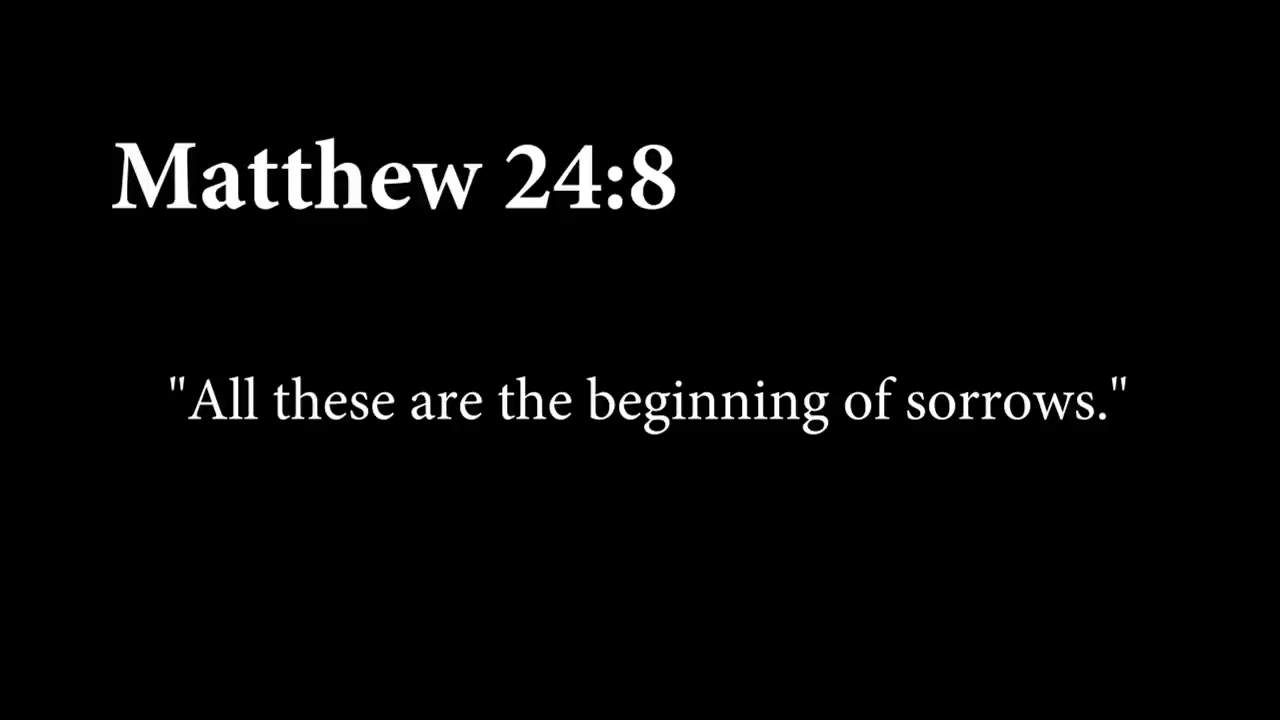 Matthew 24:8
"All these are the beginning of sorrows."